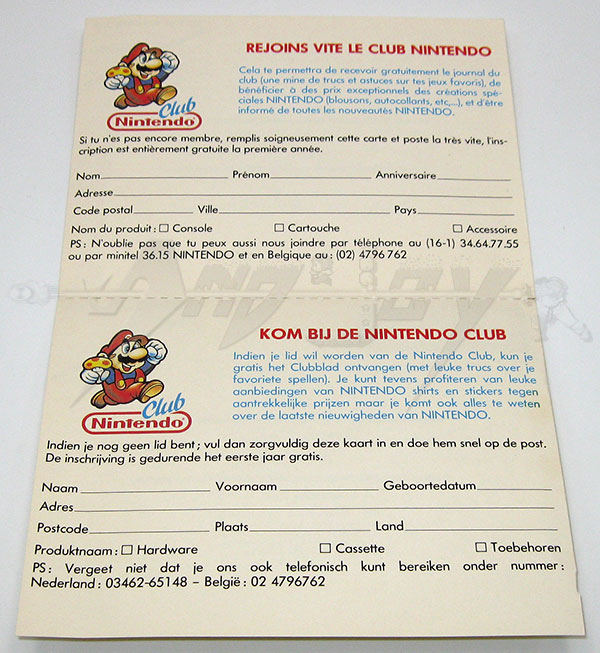 REJOINS VITE LE CLUB NINTENDO
Cela te permettra de recevoir gratuitement le journal du
club (une mine de trucs et astuces sur tes jeux favoris), de
bénéficier à des prix exceptionnels des créations spé-
ciales NINTENDO (blousons, autocollants, etc,...), et d'être
informé de toutes les nouveautés NINTENDO.
Club
Nintendo
Si tu n'es pas encore membre, remplis soigneusement cette carte et poste la très vite, l'ins-
cription est entièrement gratuite la première année.
Nom Prénom Anniversaire
Adresse
Code postal Ville Pays
Nom du produit : Console Cartouche Accessoire
PS : N'oublie pas que tu peux aussi nous joindre par téléphone au (16-1) 34.64.77.55
ou par minitel 36.15 NINTENDO et en Belgique au : (02) 4796762
KOM BIJ DE NINTENDO CLUB
Indien je lid wil worden van de Nintendo Club, kun je
gratis het Clubblad ontvangen (met leuke trucs over je
favoriete spellen). Je kunt tevens profiteren van leuke
aanbiedingen van NINTENDO shirts en stickers tegen
aantrekkelijke prijzen maar je komt ook alles te weten
over de laatste nieuwigheden van NINTENDO.
Club
Nintendo
Indien je nog geen lid bent ; vul dan zorgvuldig deze kaart in en doe hem snel op de post.
De inschrijving is gedurende het eerste jaar gratis.
Naam Voornaam Geboortedatum
Adres
Postcode Plaats Land
Produktnaam : Hardware Cassette Toebehoren
PS : Vergeet niet dat je ons ook telefonisch kunt bereiken onder nummer :
Nederland : 03462-65148 – België : 02 4796762